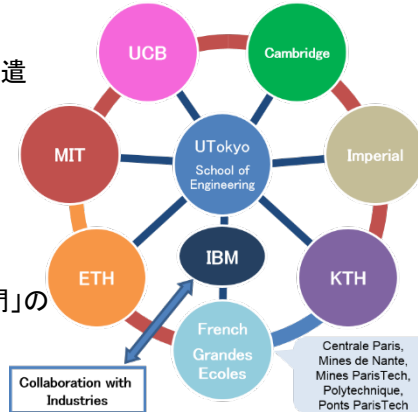 UCB
Cambridge
遣
MIT
UTokyo
School of
Engineering
Imperial
ETH
IBM
KTH
門」の
French
Grandes
Ecoles
Centrale Paris,
Mines de Nante,
Mines ParisTech,
Polytechnique,
Ponts ParisTech
Collaboration with
Industries